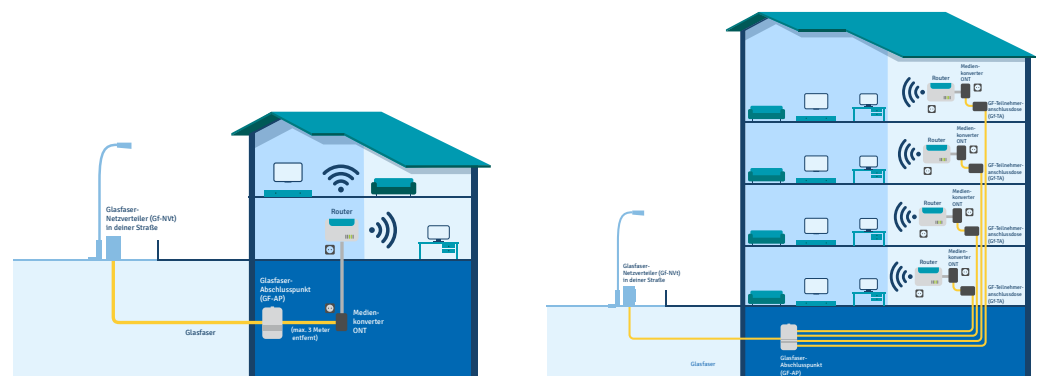 Glasfaser-
Netzverteiler (Gf-NVt)
in deiner Straße
Router
Glasfaser-
Abschlusspunkt
(GF-AP)
(max. 3 Meter
entfernt)
Medien-
konverter
ONT
Glasfaser
Medien-
konverter
ONT
Router
GF-Teilnehmer-
anschlussdose
(Gf-TA)
Medien-
konverter
ONT
Router
GF-Teilnehmer-
anschlussdose
(Gf-TA)
Medien-
konverter
ONT
Router
GF-Teilnehmer-
anschlussdose
(Gf-TA)
Medien-
konverter
ONT
Router
GF-Teilnehmer-
anschlussdose
(Gf-TA)
Glasfaser-
Netzverteiler (Gf-NVt)
in deiner Straße
Glasfaser
Glasfaser-
Abschlusspunkt
(GF-AP)